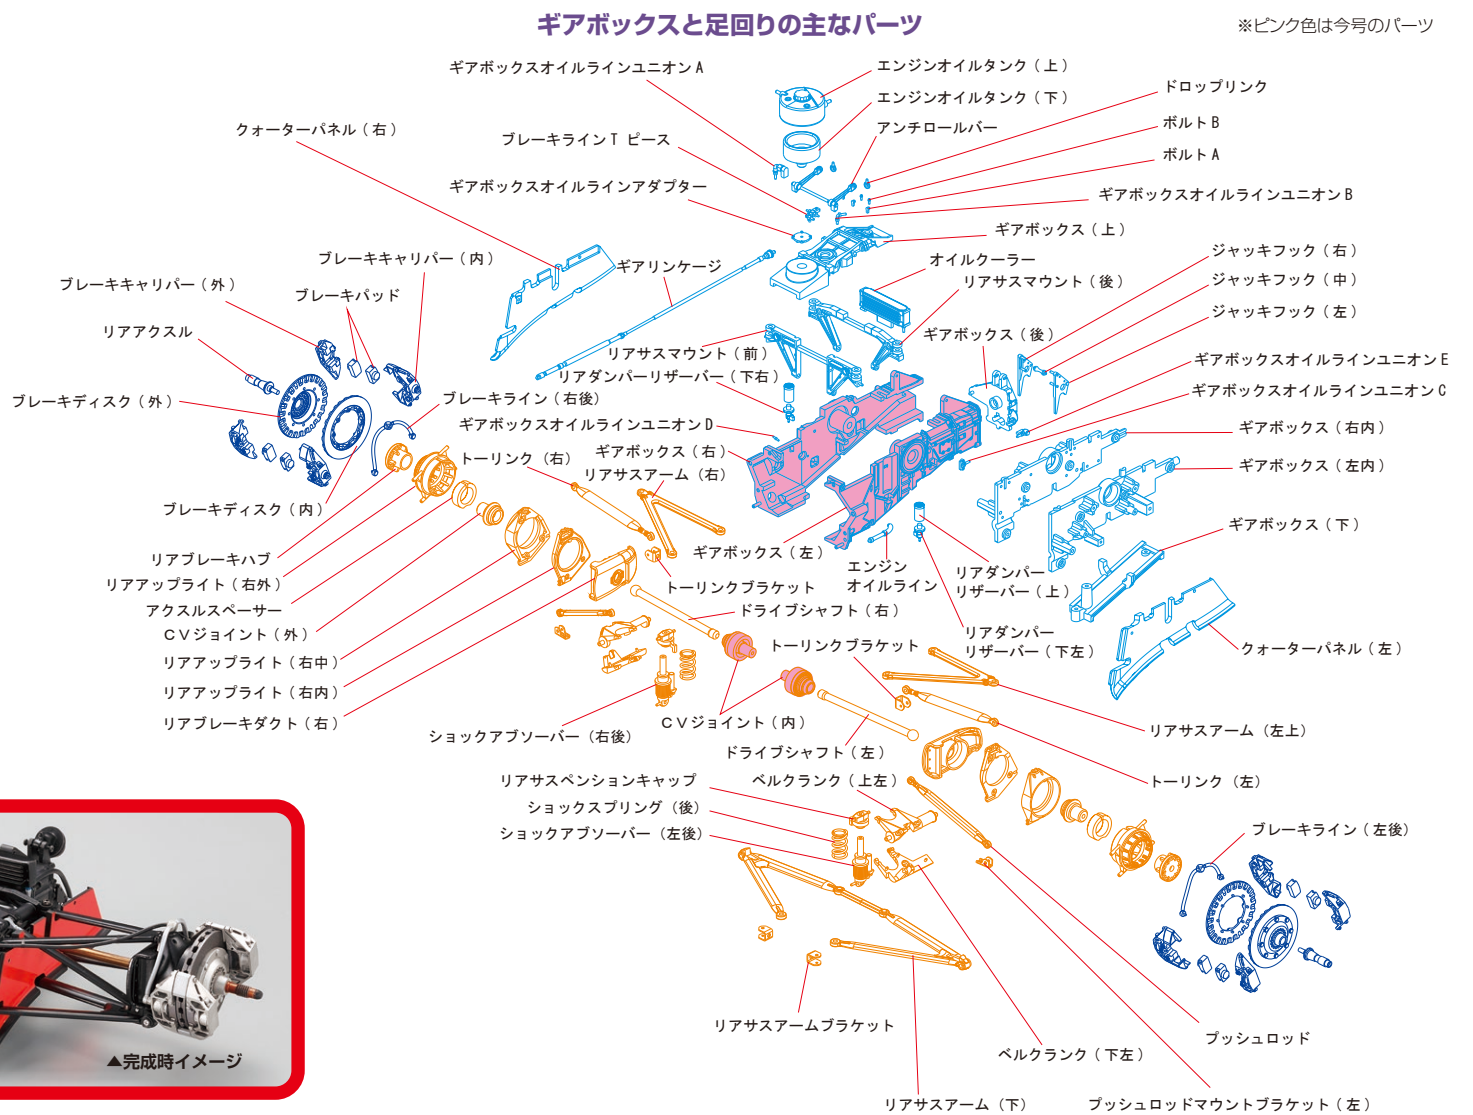 ギアボックスと足回りの主なパーツ
※ピンク色は今号のパーツ
ギアボックスオイルラインユニオンA
エンジンオイルタンク(上)
ドロップリンク
エンジンオイルタンク(下)
クォーターパネル(右)
ブレーキラインT ピース
アンチロールバー
ボルトB
ボルトA
ギアボックスオイルラインアダプター
ギアボックスオイルラインユニオンB
ギアボックス(上)
ブレーキキャリパー(内)
ギアリンケージ
オイルクーラー
ジャッキフック(右)
ブレーキキャリパー(外)
ブレーキパッド
リアサスマウント(後)
ジャッキフック(中)
リアアクスル
ギアボックス(後)
ジャッキフック(左)
リアサスマウント(前)
ギアボックスオイルラインユニオンE
リアダンパーリザーバー(下右)
ギアボックスオイルラインユニオンC
ブレーキディスク(外)
ブレーキライン(右後)
ギアボックスオイルラインユニオンD
ギアボックス(右内)
ギアボックス(右)
トーリンク(右)
リアサスアーム(右)
ギアボックス(左内)
ブレーキディスク(内)
ギアボックス(下)
リアブレーキハブ
ギアボックス(左)
エンジン
オイルライン
リアダンパー
リザーバー(上)
リアアップライト(右外)
トーリンクブラケット
アクスルスペーサー
ドライブシャフト(右)
CVジョイント(外)
リアダンパー
リザーバー(下左)
トーリンクブラケット
クォーターパネル(左)
リアアップライト(右中)
リアアップライト(右内)
リアブレーキダクト(右)
CVジョイント(内)
リアサスアーム(左上)
ショックアブソーバー(右後)
ドライブシャフト(左)
リアサスペンションキャップ
ベルクランク(上左)
トーリンク(左)
ショックスプリング(後)
ショックアブソーバー(左後)
ブレーキライン(左後)
リアサスアームブラケット
プッシュロッド
ベルクランク(下左)
▲完成時イメージ
リアサスアーム(下)
プッシュロッドマウントブラケット(左)